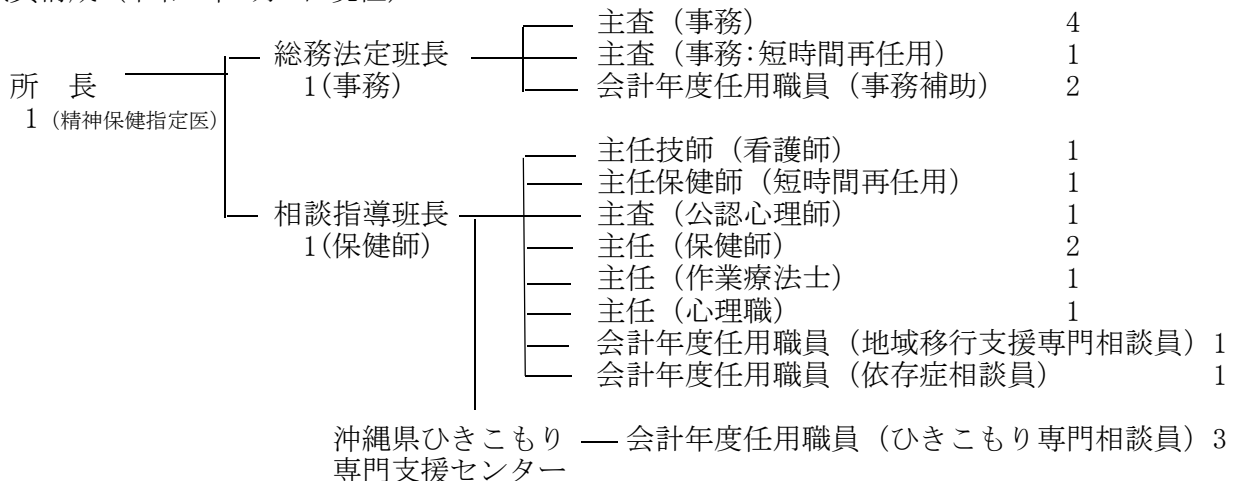 主査（事務） 4
総務法定班長 主査（事務:短時間再任用） 1
所　長 1(事務) 会計年度任用職員（事務補助） 2
1（精神保健指定医）
主任技師（看護師） 1
主任保健師（短時間再任用） 1
相談指導班長 主査（公認心理師） 1
1(保健師) 主任（保健師） 2
主任（作業療法士） 1
主任（心理職） 1
会計年度任用職員（地域移行支援専門相談員）1
会計年度任用職員（依存症相談員） 1
沖縄県ひきこもり 会計年度任用職員（ひきこもり専門相談員）3
専門支援センター